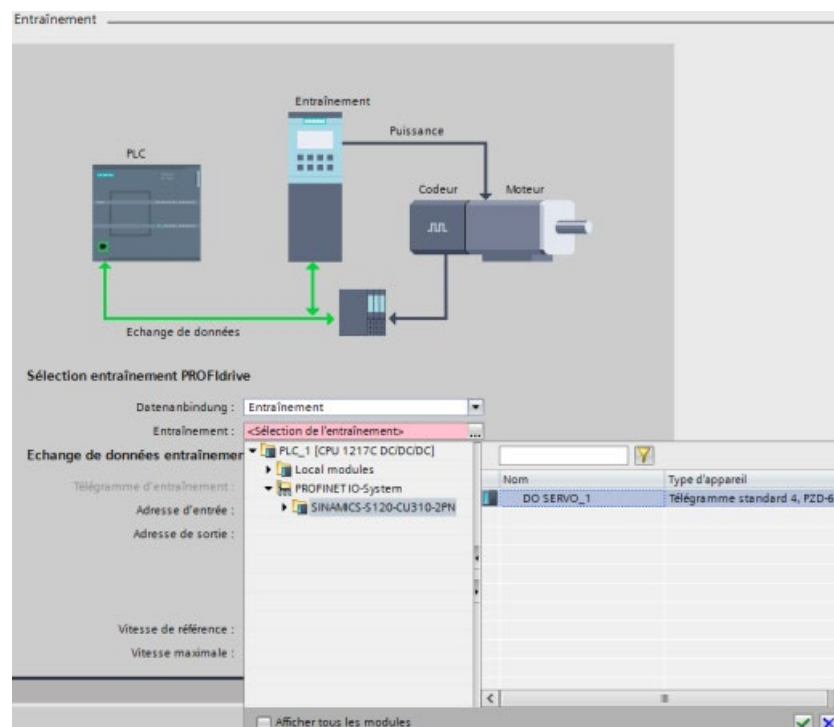 Entraînement
Entraînement
Puissance
PLC
Codeur
Moteur
Echange de données
Sélection entraînement PROFIdrive
Datenanbindung : Entraînement
Entraînement : <Sélection de l'entraînement> ...
Echange de données entraînemer
PLC_1 [CPU 1217C DC/DC/DC]
Local modules
Nom Type d'appareil
Télégramme d'entraînement : PROFINET IO-System
DO SERVO_1 Télégramme standard 4, PZD-6
Adresse d'entrée : SINAMICS-S120-CU310-2PN
Adresse de sortie :
Vitesse de référence :
Vitesse maximale :
Afficher tous les modules